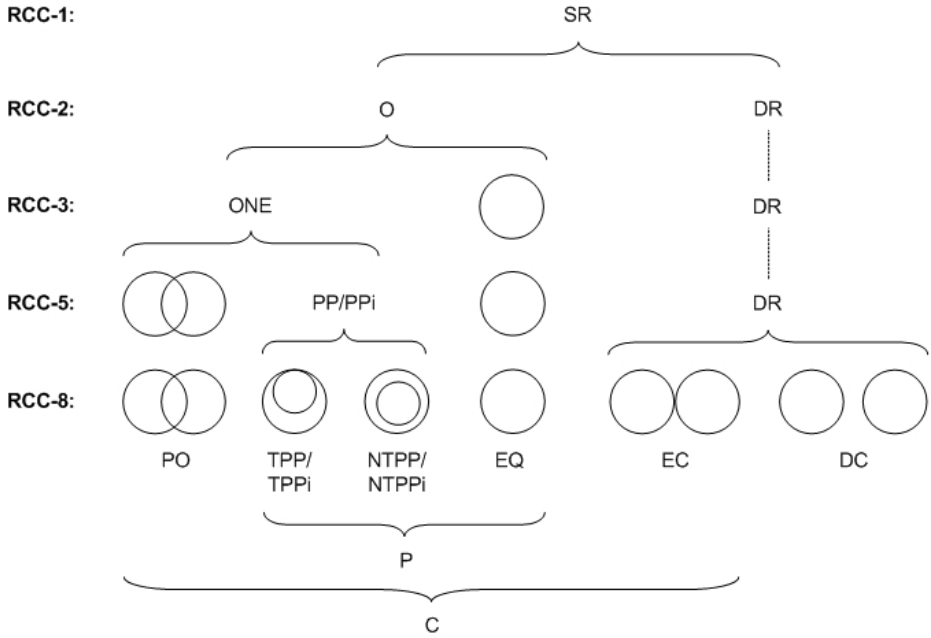 RCC-1: SR
RCC-2: O DR
RCC-3: ONE DR
RCC-5: PP/PPi DR
RCC-8:
PO TPP/ NTPP/ EQ EC DC
TPPi NTPPi
P
C